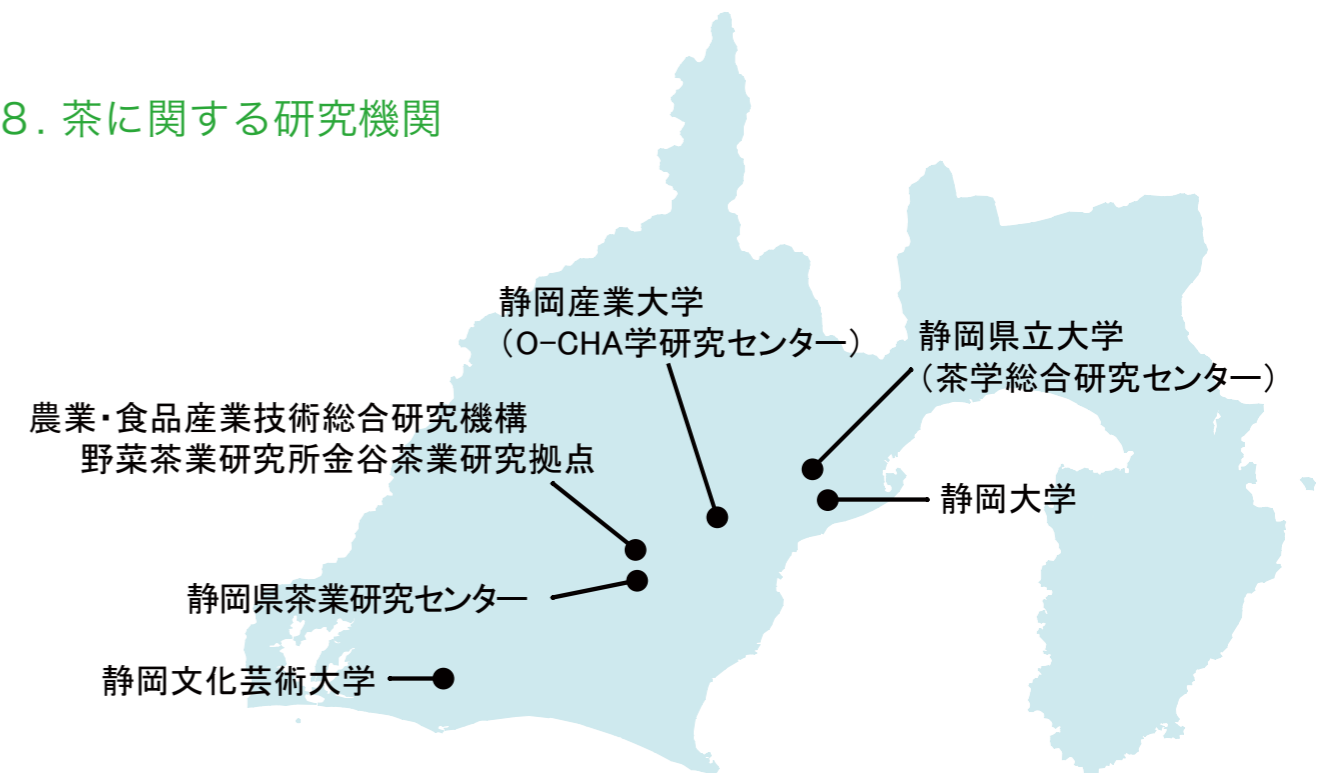 8. 茶に関する研究機関
静岡産業大学
（O-CHA学研究センター）
静岡県立大学
（茶学総合研究センター）
農業・食品産業技術総合研究機構
野菜茶業研究所金谷茶業研究拠点
静岡大学
静岡県茶業研究センター
静岡文化芸術大学